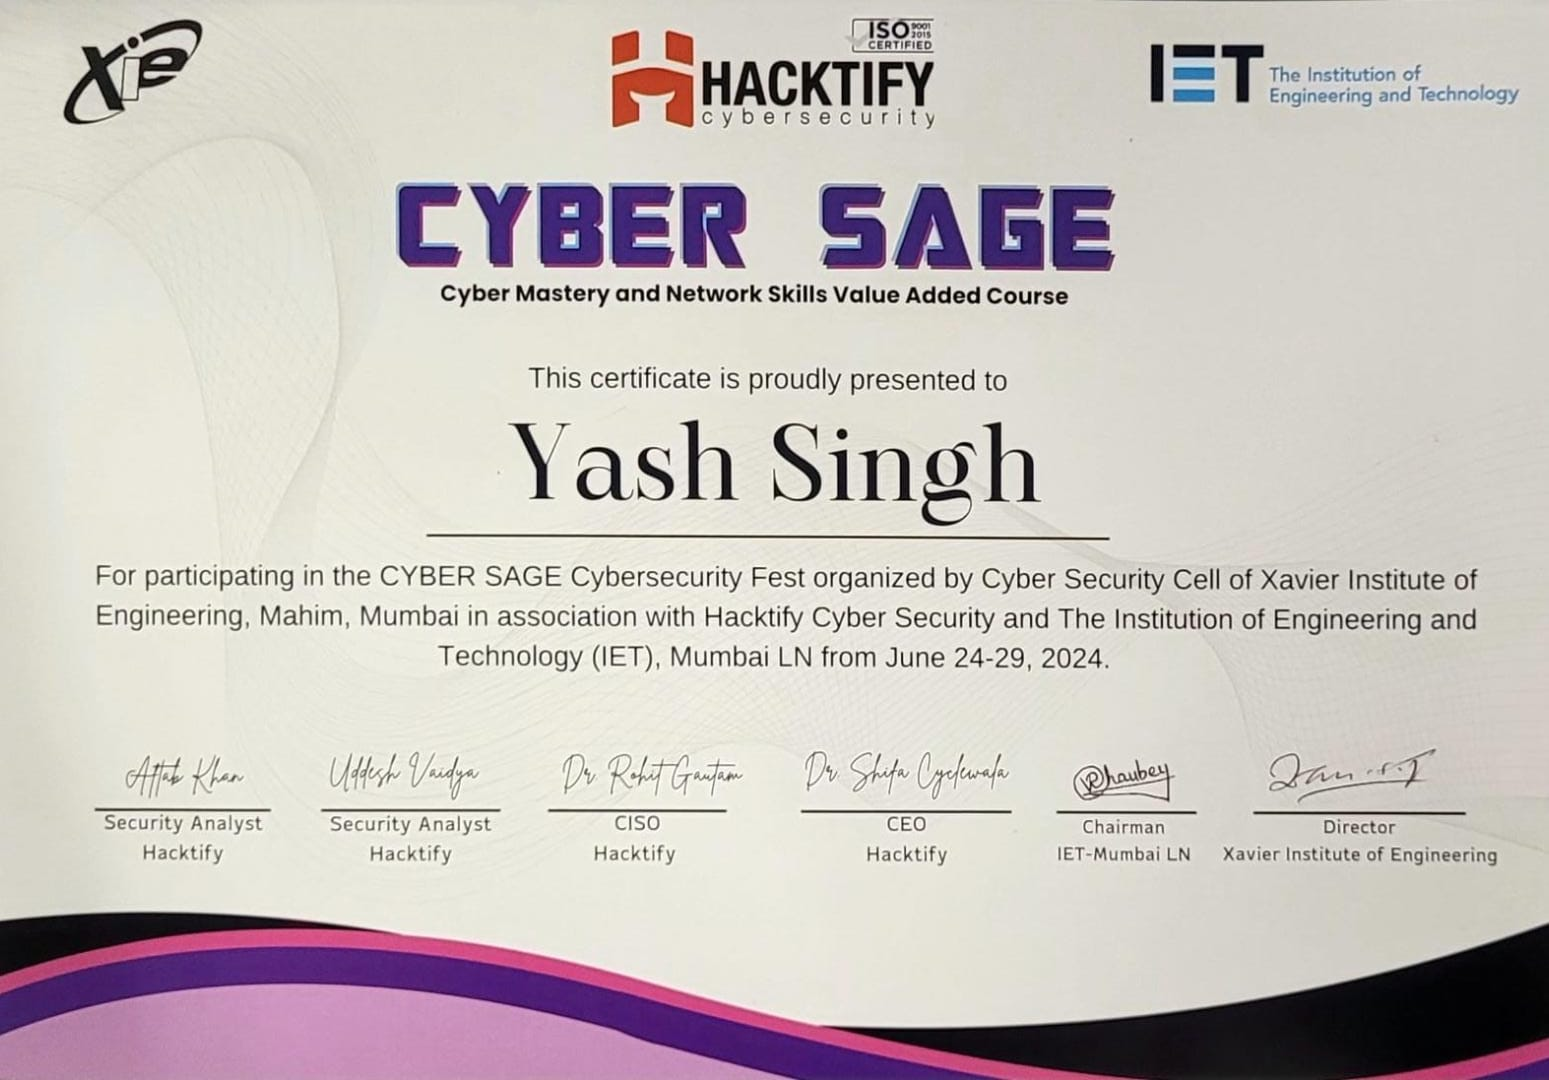 Xie
ISO 9001 2015
CERTIFIED
HACKTIFY
cybersecurity
IET The Institution of
Engineering and Technology
CYBER SAGE
Cyber Mastery and Network Skills Value Added Course
This certificate is proudly presented to
Yash Singh
For participating in the CYBER SAGE Cybersecurity Fest organized by Cyber Security Cell of Xavier Institute of
Engineering, Mahim, Mumbai in association with Hacktify Cyber Security and The Institution of Engineering and
Technology (IET), Mumbai LN from June 24-29, 2024.
Attab Khan
Security Analyst
Hacktify
Uddesh Vaidya
Security Analyst
Hacktify
Dr. Rohit Gautam
CISO
Hacktify
Dr. Shifa Cyclewala
CEO
Hacktify
Chairman
IET-Mumbai LN
Director
Xavier Institute of Engineering